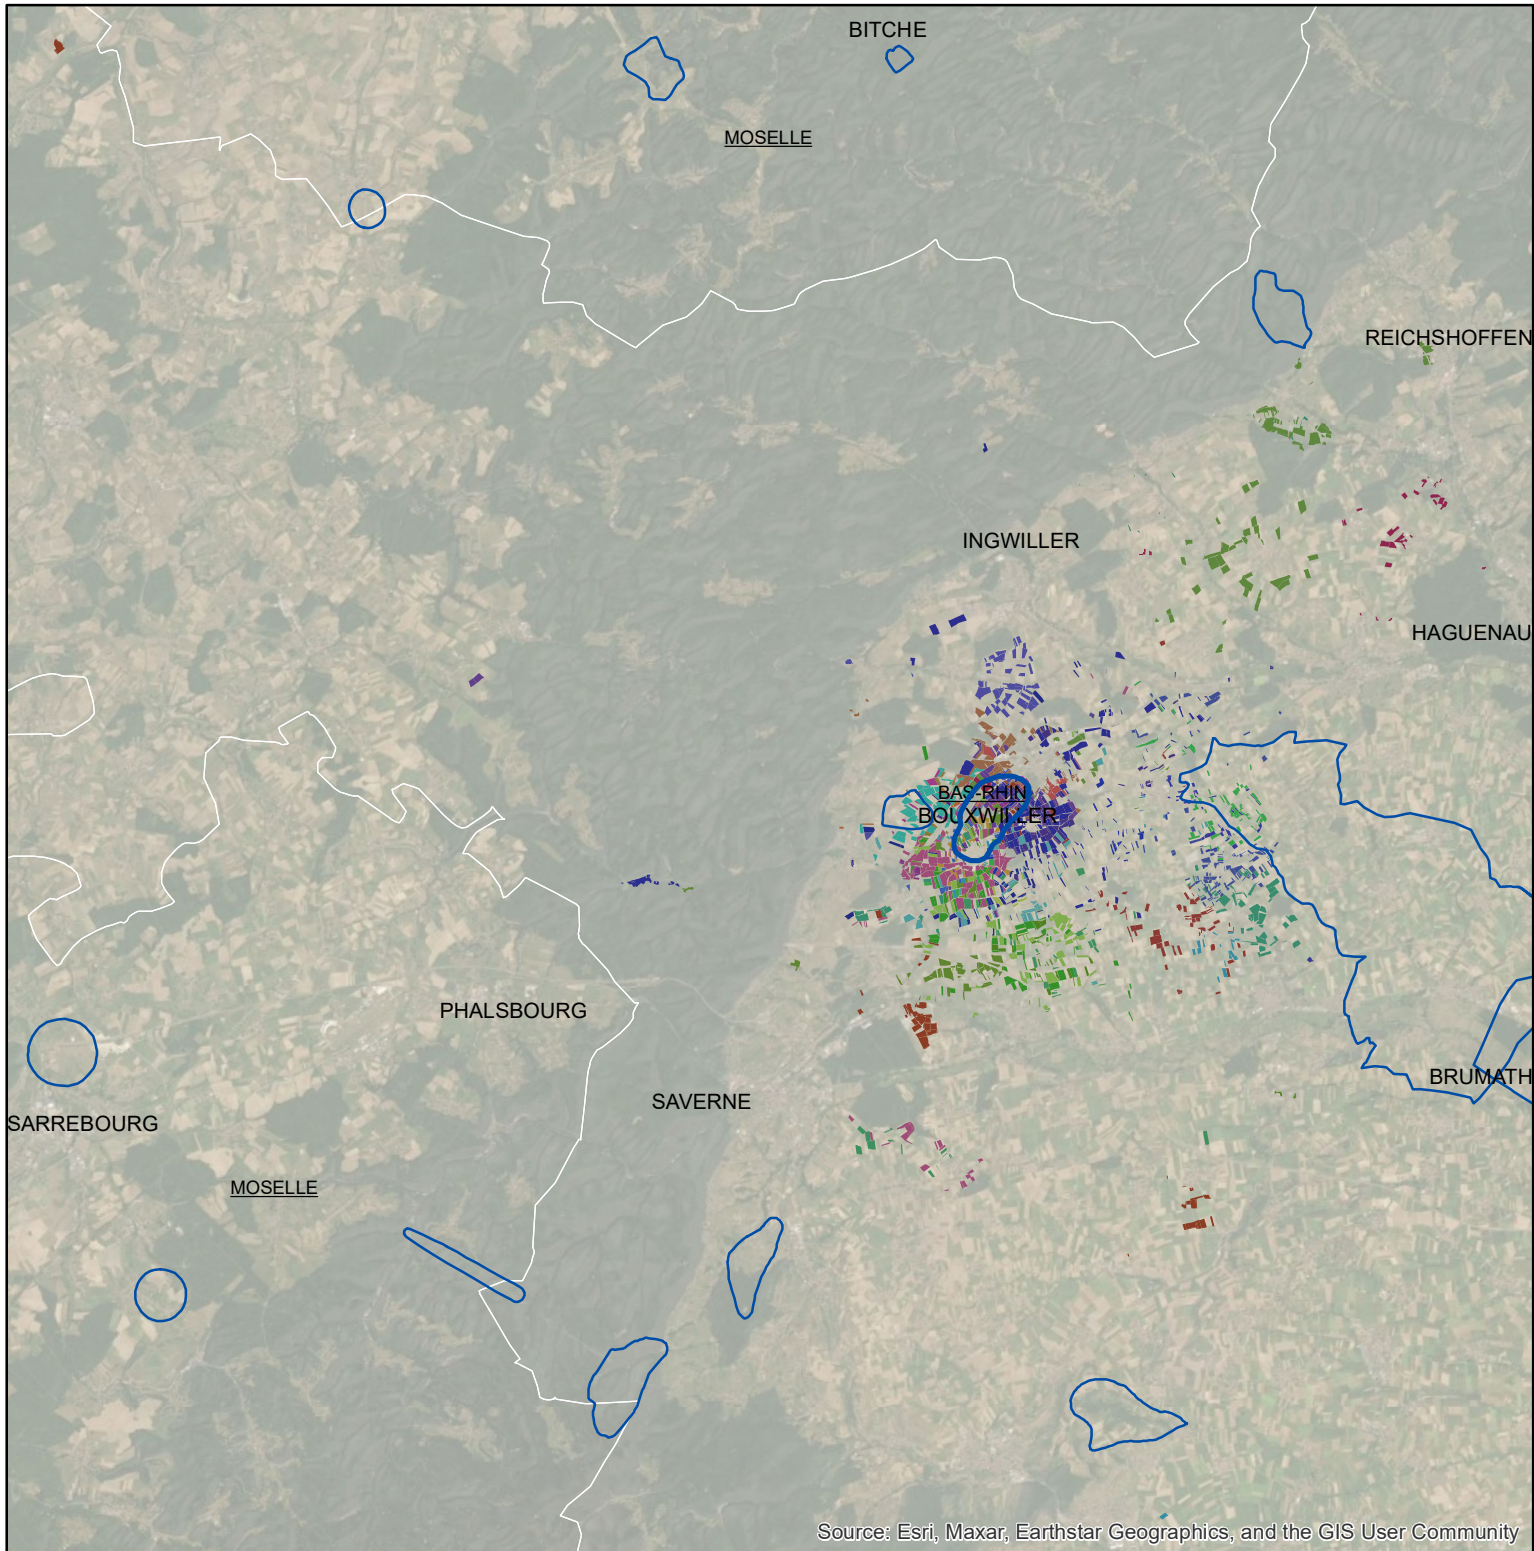 BITCHE
MOSELLE
REICHSHOFFEN
INGWILLER
HAGUENAU
BAS-RHIN
BOUXWILLER
PHALSBOURG
BRUMATH
SAVERNE
SARREBOURG
MOSELLE
Source: Esri, Maxar, Earthstar Geographics, and the GIS User Community